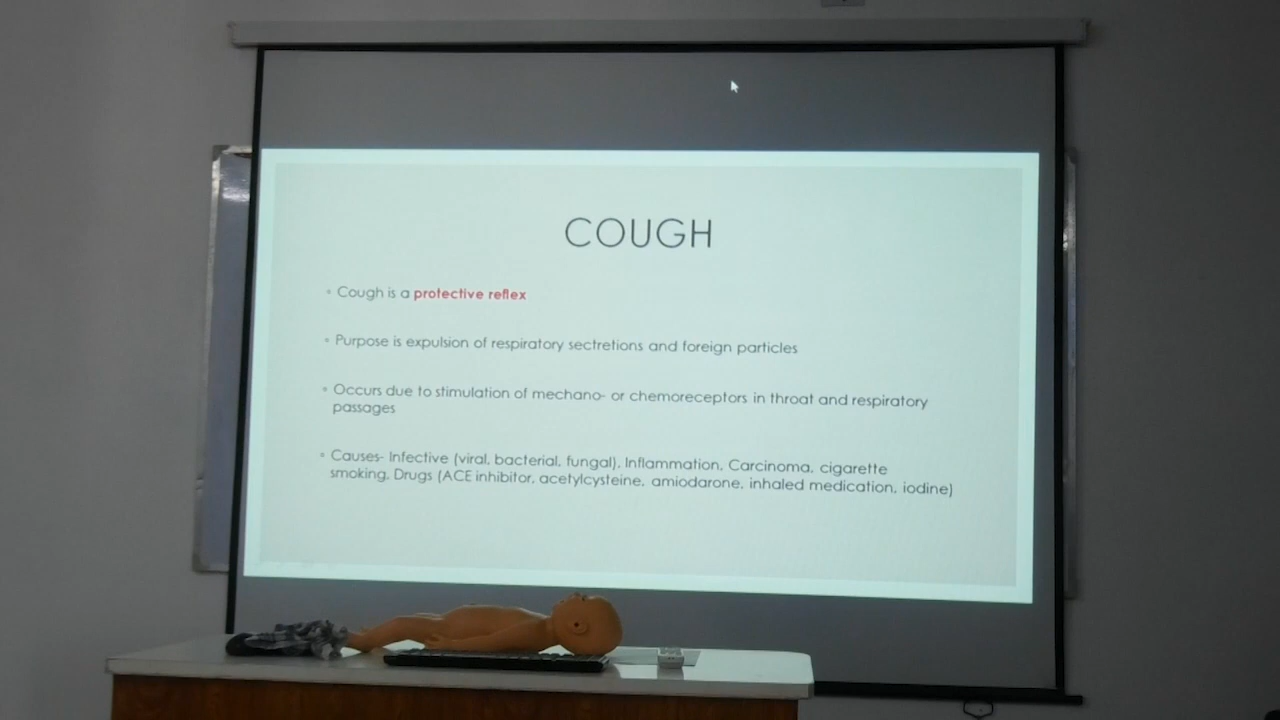 COUGH
Cough is a protective reflex
Purpose is expulsion of respiratory sectretions and foreign particles
Occurs due to stimulation of mechano- or chemoreceptors in throat and respiratory
passages
Causes- Infective (viral, bacterial, fungal), Inflammation, Carcinoma, cigarette
smoking, Drugs (ACE inhibitor, acetylcysteine, amiodarone, inhaled medication, iodine)